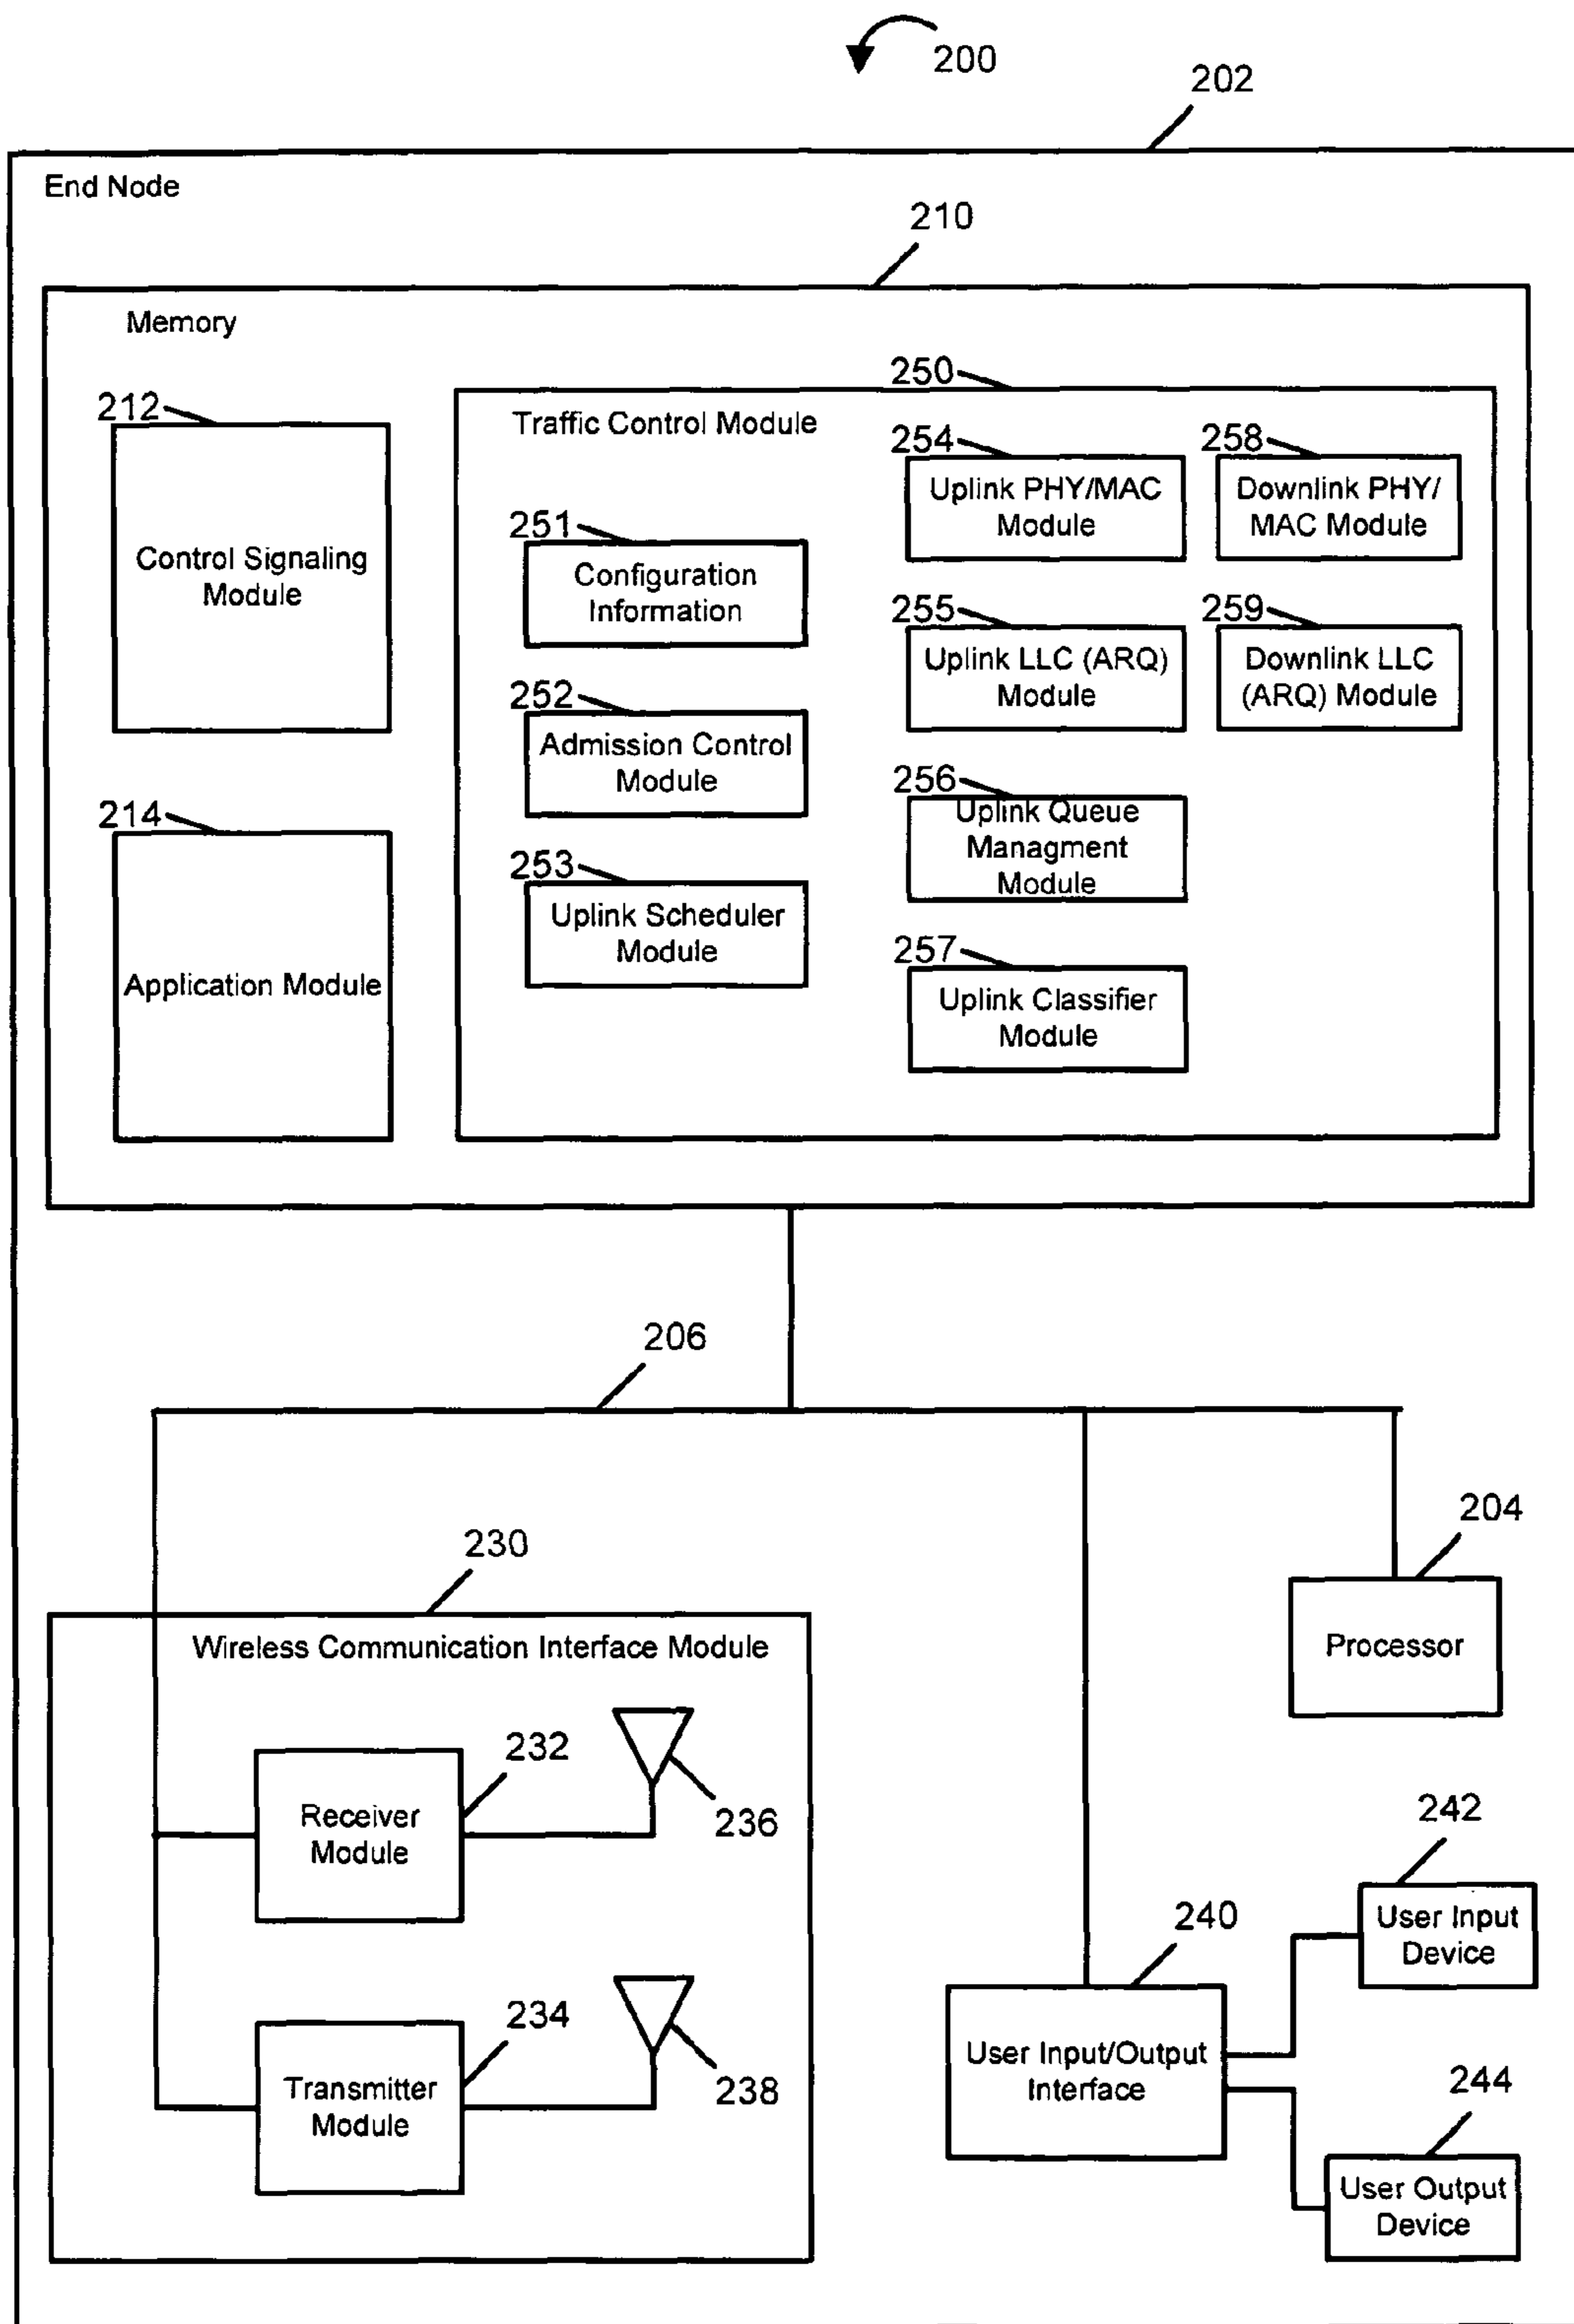 200
202
End Node
210
Memory
250
212
Traffic Control Module
254
258
Uplink PHY/MAC
Module
Downlink PHY/
MAC Module
251
Control Signaling
Module
Configuration
Information
255
259
Uplink LLC (ARQ)
Module
Downlink LLC
(ARQ) Module
252
Admission Control
Module
256
Uplink Queue
Managment
Module
214
253
Uplink Scheduler
Module
257
Application Module
Uplink Classifier
Module
206
204
230
Processor
Wireless Communication Interface Module
232
Receiver
Module
236
242
User Input
Device
240
234
User Input/Output
Interface
Transmitter
Module
238
244
User Output
Device